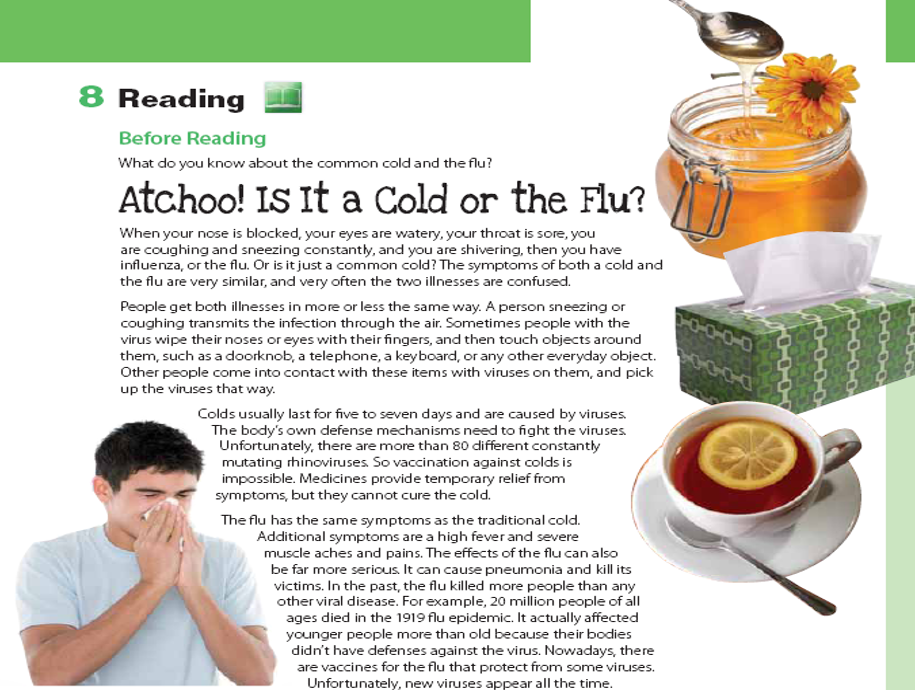 8 Reading
Before Reading
What do you know about the common cold and the flu?
Atchoo! Is It a Cold or the Flu?
When your nose is blocked, your eyes are watery, your throat is sore, you
are coughing and sneezing constantly, and you are shivering, then you have
influenza, or the flu. Or is it just a common cold? The symptoms of both a cold and
the flu are very similar, and very often the two illnesses are confused.
People get both illnesses in more or less the same way. A person sneezing or
coughing transmits the infection through the air. Sometimes people with the
virus wipe their noses or eyes with their fingers, and then touch objects around
them, such as a doorknob, a telephone, a keyboard, or any other everyday object.
Other people come into contact with these items with viruses on them, and pick
up the viruses that way.
Colds usually last for five to seven days and are caused by viruses.
The body's own defense mechanisms need to fight the viruses.
Unfortunately, there are more than 80 different constantly
mutating rhinoviruses. So vaccination against colds is
impossible. Medicines provide temporary relief from
symptoms, but they cannot cure the cold.
The flu has the same symptoms as the traditional cold.
Additional symptoms are a high fever and severe
muscle aches and pains. The effects of the flu can also
be far more serious. It can cause pneumonia and kill its
victims. In the past, the flu killed more people than any
other viral disease. For example, 20 million people of all
ages died in the 1919 flu epidemic. It actually affected
younger people more than old because their bodies
didn't have defenses against the virus. Nowadays, there
are vaccines for the flu that protect from some viruses.
Unfortunately, new viruses appear all the time.